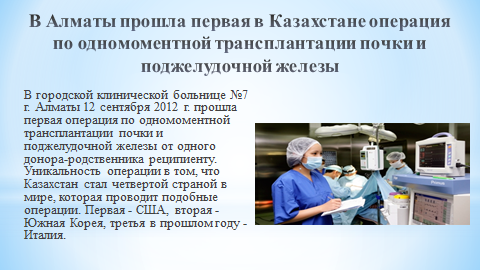 В Алматы прошла первая в Казахстане операция
по одномоментной трансплантации почки и
поджелудочной железы
В городской клинической больнице №7
г. Алматы 12 сентября 2012 г. прошла
первая операция по одномоментной
трансплантации почки и
поджелудочной железы от одного
донора-родственника реципиенту.
Уникальность операции в том, что
Казахстан стал четвертой страной в
мире, которая проводит подобные
операции. Первая - США, вторая -
Южная Корея, третья в прошлом году -
Италия.